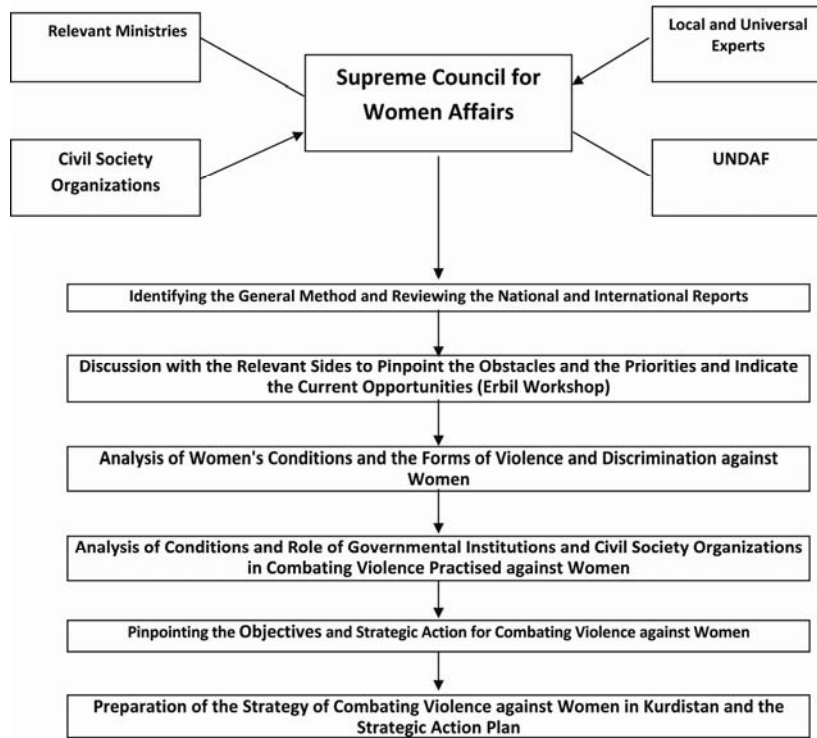 Relevant Ministries
Local and Universal
Experts
Supreme Council for
Women Affairs
Civil Society
Organizations
UNDAF
Identifying the General Method and Reviewing the National and International Reports
Discussion with the Relevant Sides to Pinpoint the Obstacles and the Priorities and Indicate
the Current Opportunities (Erbil Workshop)
Analysis of Women's Conditions and the Forms of Violence and Discrimination against
Women
Analysis of Conditions and Role of Governmental Institutions and Civil Society Organizations
in Combating Violence Practised against Women
Pinpointing the Objectives and Strategic Action for Combating Violence against Women
Preparation of the Strategy of Combating Violence against Women in Kurdistan and the
Strategic Action Plan